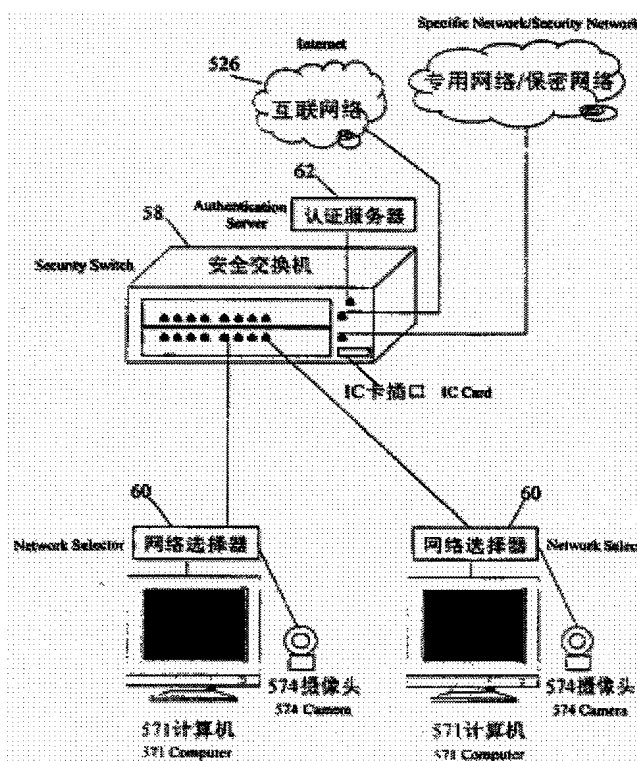 Internet
Specific Network/Security Network
526
互联网络
专用网络/保密网络
62
Authentication
Server
认证服务器
58
Security Switch
安全交换机
IC卡插口 IC Card
60
60
Network Selector
网络选择器
网络选择器
Network Selec
574摄像头
574 Camera
574摄像头
574 Camera
571计算机
571 Computer
571计算机
571 Computer